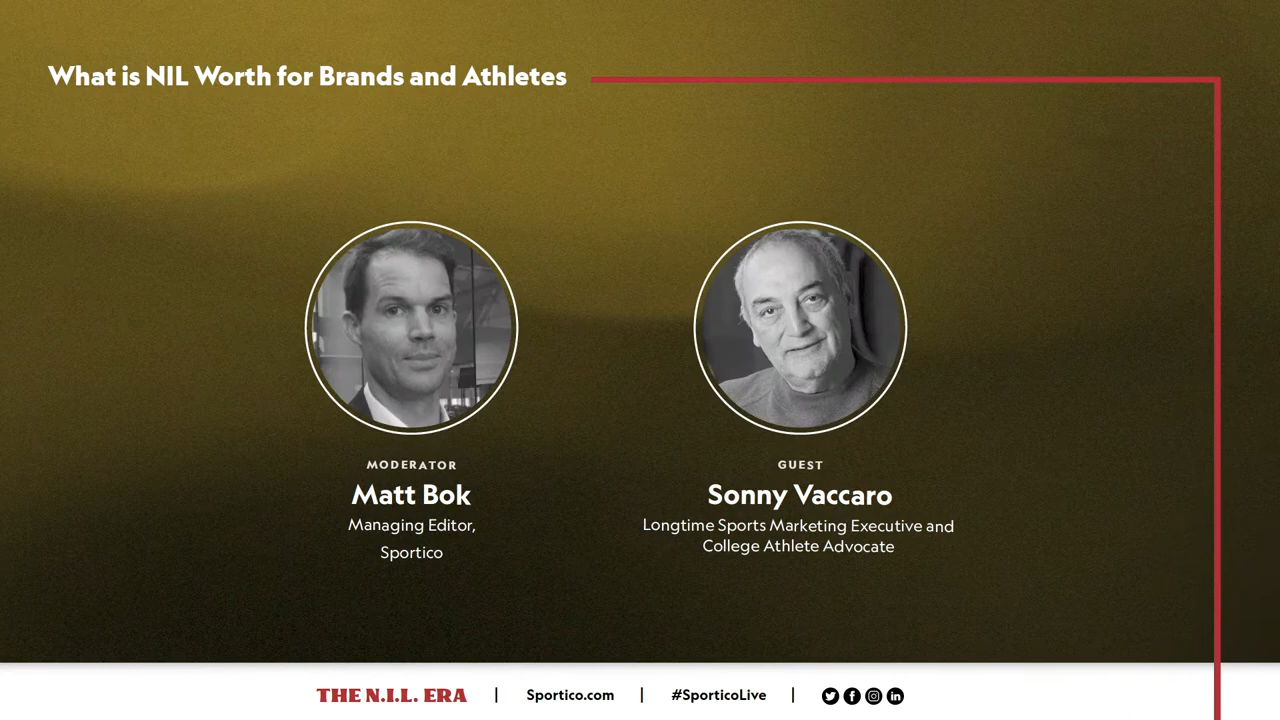 What is NIL Worth for Brands and Athletes
MODERATOR
Matt Bok
Managing Editor,
Sportico
GUEST
Sonny Vaccaro
Longtime Sports Marketing Executive and
College Athlete Advocate
THE N.I.L. ERA | Sportico.com | #SporticoLive |